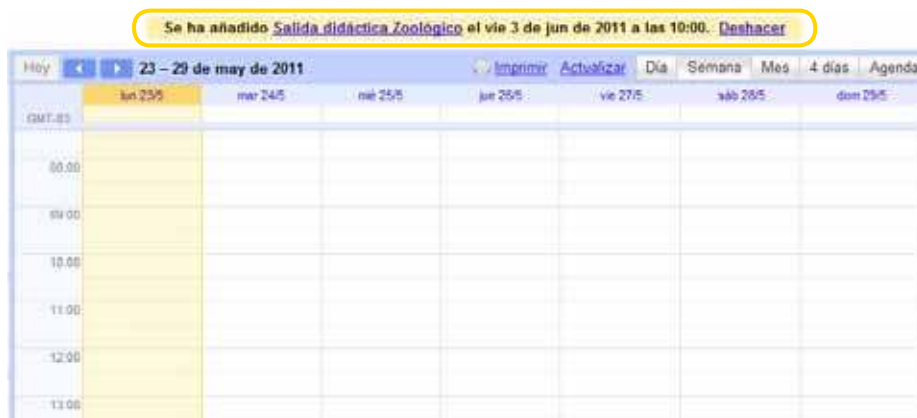 Se ha añadido Salida didáctica Zoológico el vie 3 de jun de 2011 a las 10:00. Deshacer
Hoy 23 – 29 de may de 2011 Imprimir Actualizar Día Semana Mes 4 días Agenda
lun 23/5 mar 24/5 mié 25/5 jue 26/5 vie 27/5 sáb 28/5 dom 29/5
GMT-03
09:00
10:00
11:00
12:00
13:00